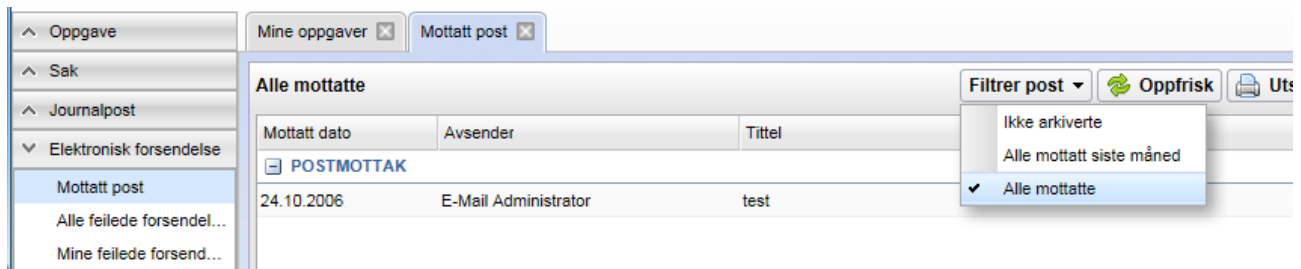 Oppgave
Sak
Journalpost
Elektronisk forsendelse
Mottatt post
Alle feilede forsendel...
Mine feilede forsend...
Mine oppgaver
Mottatt post
Alle mottatte
Filtrer post
Oppfrisk
Uts
Ikke arkiverte
Alle mottatt siste måned
Alle mottatte
Mottatt dato Avsender Tittel
POSTMOTTAK
24.10.2006 E-Mail Administrator test